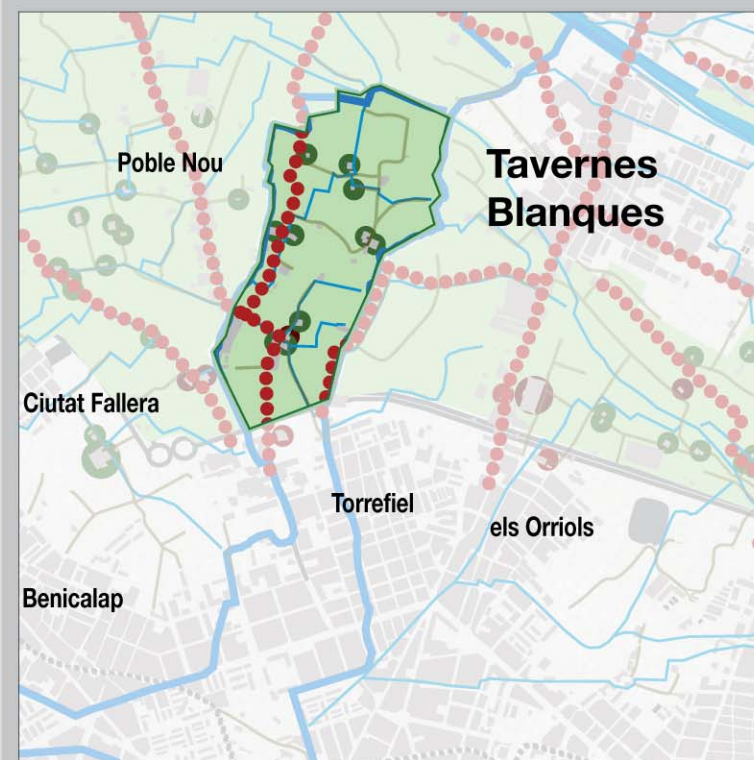 Poble Nou
Tavernes
Blanques
Ciutat Fallera
Torrefiel
els Orriols
Benicalap